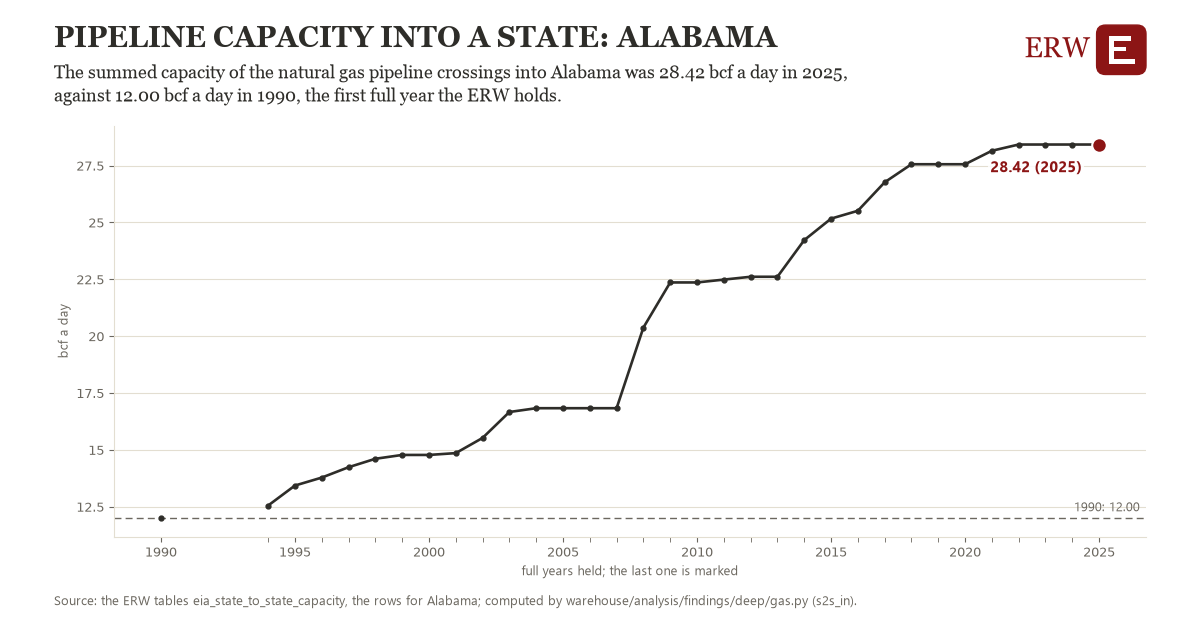 PIPELINE CAPACITY INTO A STATE: ALABAMA
ERW E
The summed capacity of the natural gas pipeline crossings into Alabama was 28.42 bcf a day in 2025,
against 12.00 bcf a day in 1990, the first full year the ERW holds.
27.5
28.42 (2025)
25
22.5
20
17.5
15
12.5
bcf a day
1990: 12.00
1990 1995 2000 2005 2010 2015 2020 2025
full years held; the last one is marked
Source: the ERW tables eia_state_to_state_capacity, the rows for Alabama; computed by warehouse/analysis/findings/deep/gas.py (s2s_in).